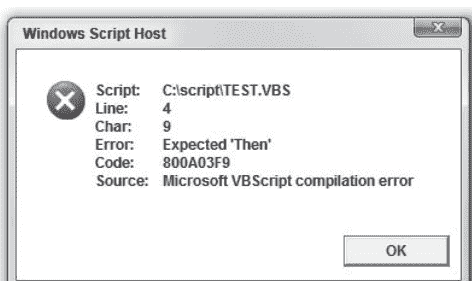 Windows Script Host
Script: C:\script\TEST.VBS
Line: 4
Char: 9
Error: Expected 'Then'
Code: 800A03F9
Source: Microsoft VBScript compilation error
OK